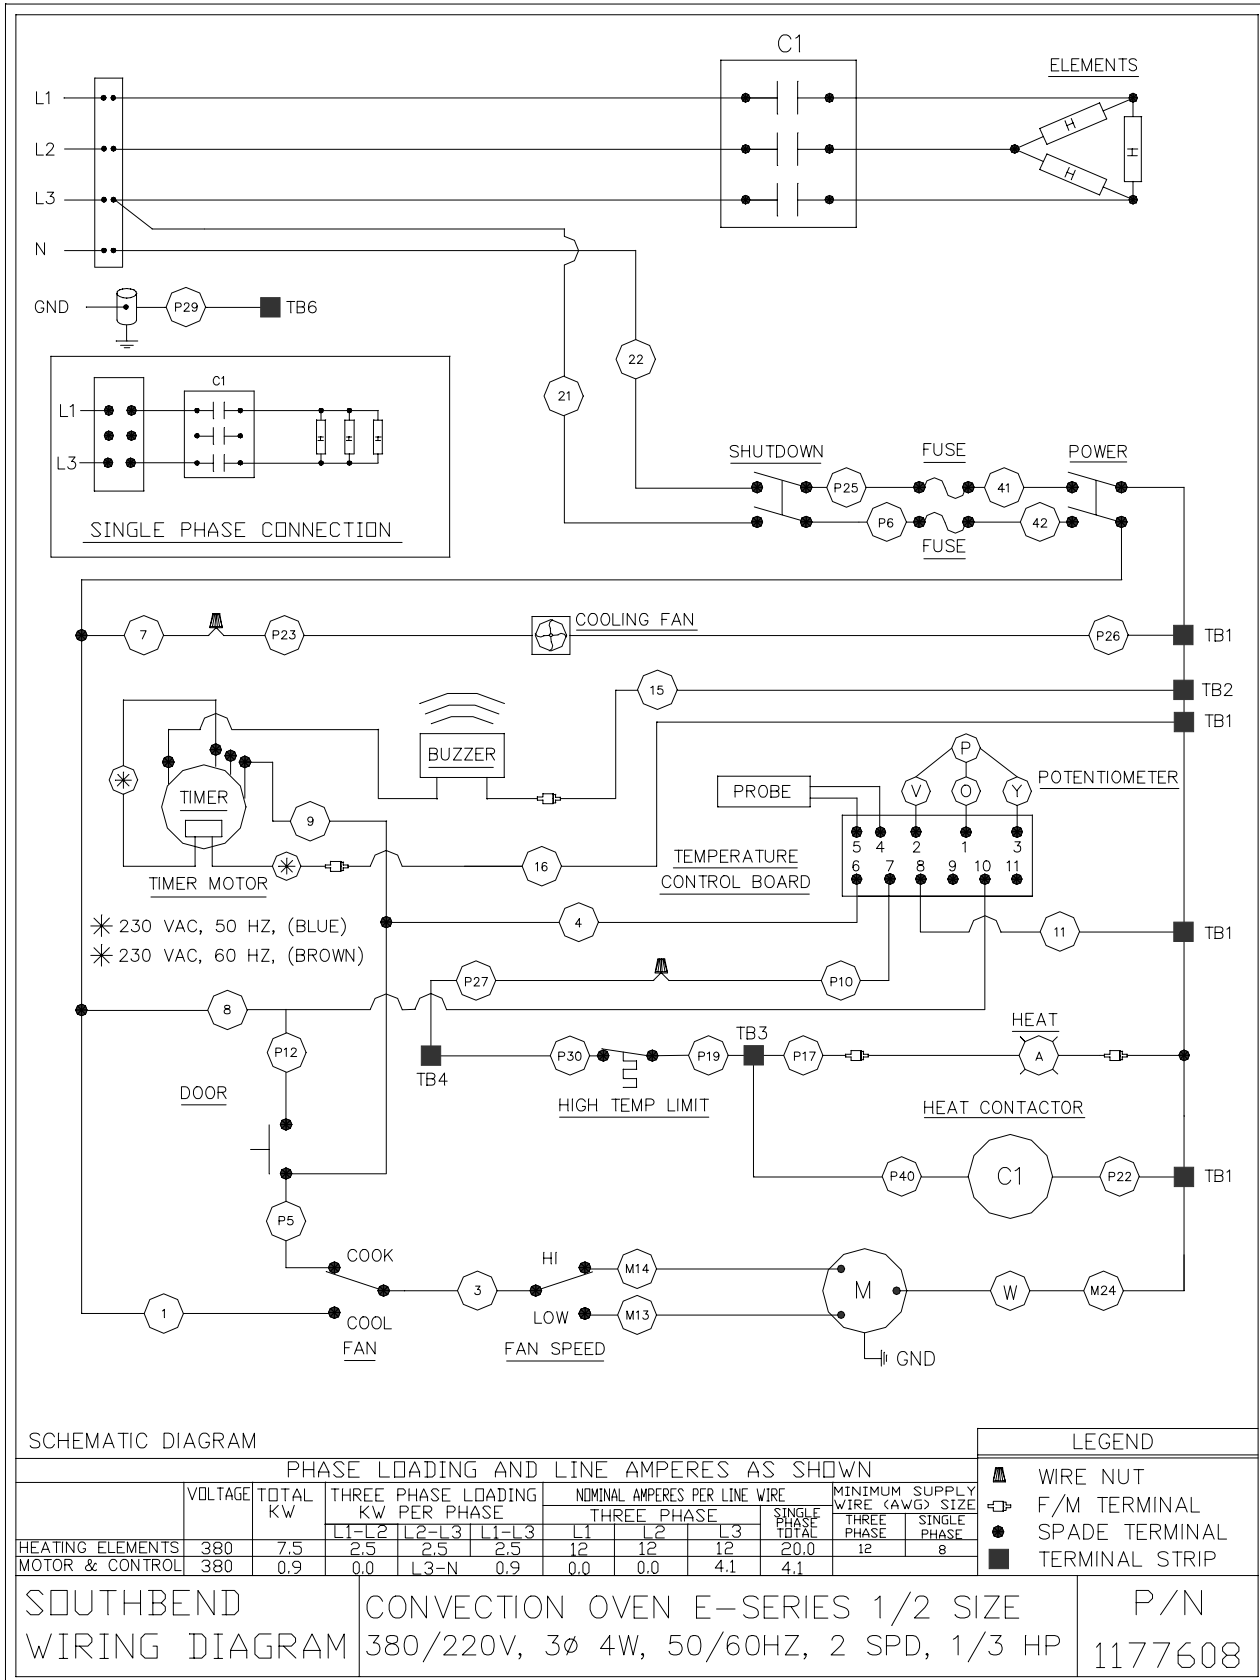 C1
ELEMENTS
L1
H
L2
H
H
L3
N
GND
P29
TB6
22
21
C1
L1
H
H
H
L3
SINGLE PHASE CONNECTION
SHUTDOWN
FUSE
POWER
P25
41
P6
42
FUSE
7
P23
COOLING FAN
P26
TB1
15
TB2
TB1
BUZZER
P
V
O
Y
POTENTIOMETER
PROBE
TIMER
9
5 4 2 1 3
6 7 8 9 10 11
TEMPERATURE
CONTROL BOARD
16
TIMER MOTOR
230 VAC, 50 HZ, (BLUE)
230 VAC, 60 HZ, (BROWN)
4
11
TB1
P27
P10
8
P12
HEAT
TB3
P30
P19
P17
A
TB4
DOOR
HIGH TEMP LIMIT
HEAT CONTACTOR
P40
C1
P22
TB1
P5
COOK
HI
M14
3
M
W
M24
1
LOW
M13
COOL
FAN
FAN SPEED
GND
SCHEMATIC DIAGRAM
LEGEND
WIRE NUT
F/M TERMINAL
SPADE TERMINAL
TERMINAL STRIP
PHASE LOADING AND LINE AMPERES AS SHOWN
VOLTAGE
TOTAL
KW
THREE PHASE LOADING
KW PER PHASE
L1-L2 L2-L3 L1-L3
NOMINAL AMPERES PER LINE WIRE
THREE PHASE
L1 L2 L3
SINGLE
PHASE
TOTAL
MINIMUM SUPPLY
WIRE (AWG) SIZE
THREE
PHASE
SINGLE
PHASE
HEATING ELEMENTS 380 7.5 2.5 2.5 2.5 12 12 12 20.0 12 8
MOTOR & CONTROL 380 0.9 0.0 L3-N 0.9 0.0 0.0 4.1 4.1
SOUTHBEND
WIRING DIAGRAM
CONVECTION OVEN E-SERIES 1/2 SIZE
380/220V, 3ø 4W, 50/60HZ, 2 SPD, 1/3 HP
P/N
1177608